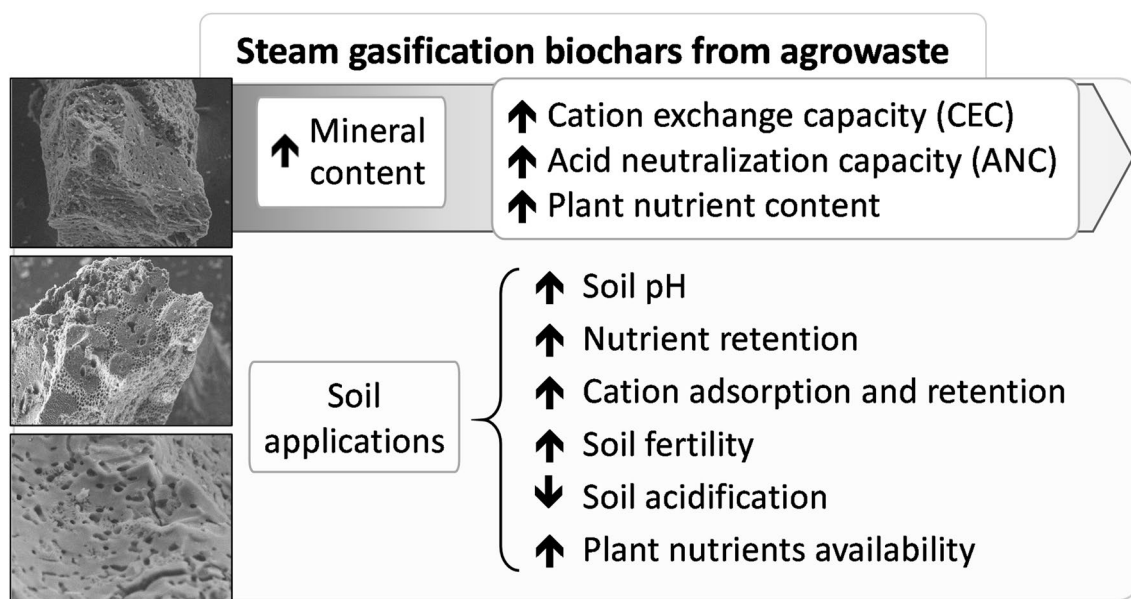 Steam gasification biochars from agrowaste
↑ Mineral
content
↑ Cation exchange capacity (CEC)
↑ Acid neutralization capacity (ANC)
↑ Plant nutrient content
Soil
applications
↑ Soil pH
↑ Nutrient retention
↑ Cation adsorption and retention
↑ Soil fertility
↓ Soil acidification
↑ Plant nutrients availability